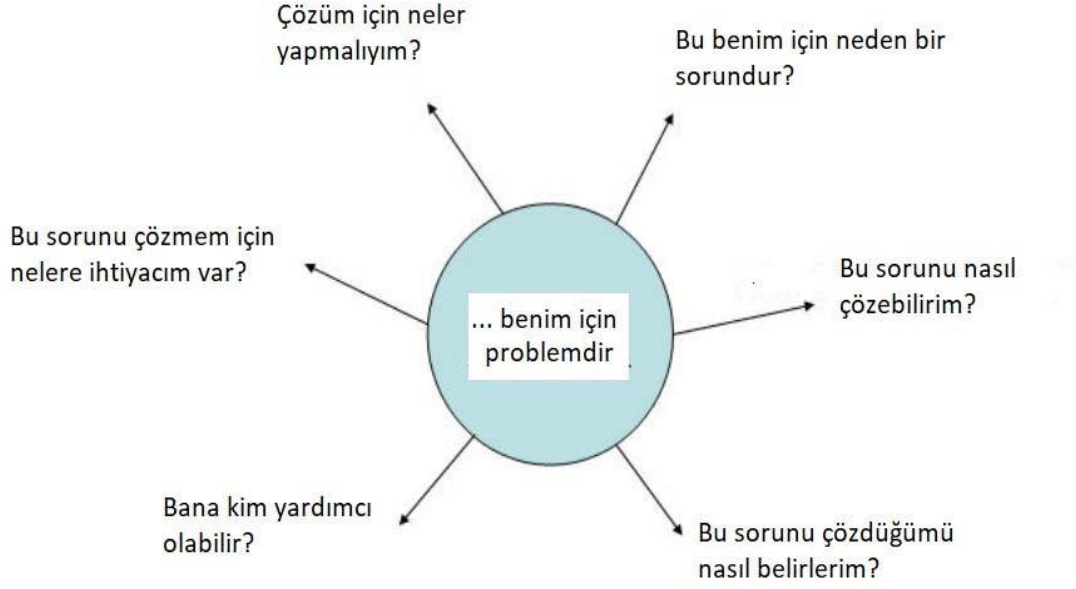 Çözüm için neler
yapmalıyım?
Bu benim için neden bir
sorundur?
Bu sorunu çözmem için
nelere ihtiyacım var?
Bu sorunu nasıl
çözebilirim?
... benim için
problemdir
Bana kim yardımcı
olabilir?
Bu sorunu çözdüğümü
nasıl belirlerim?